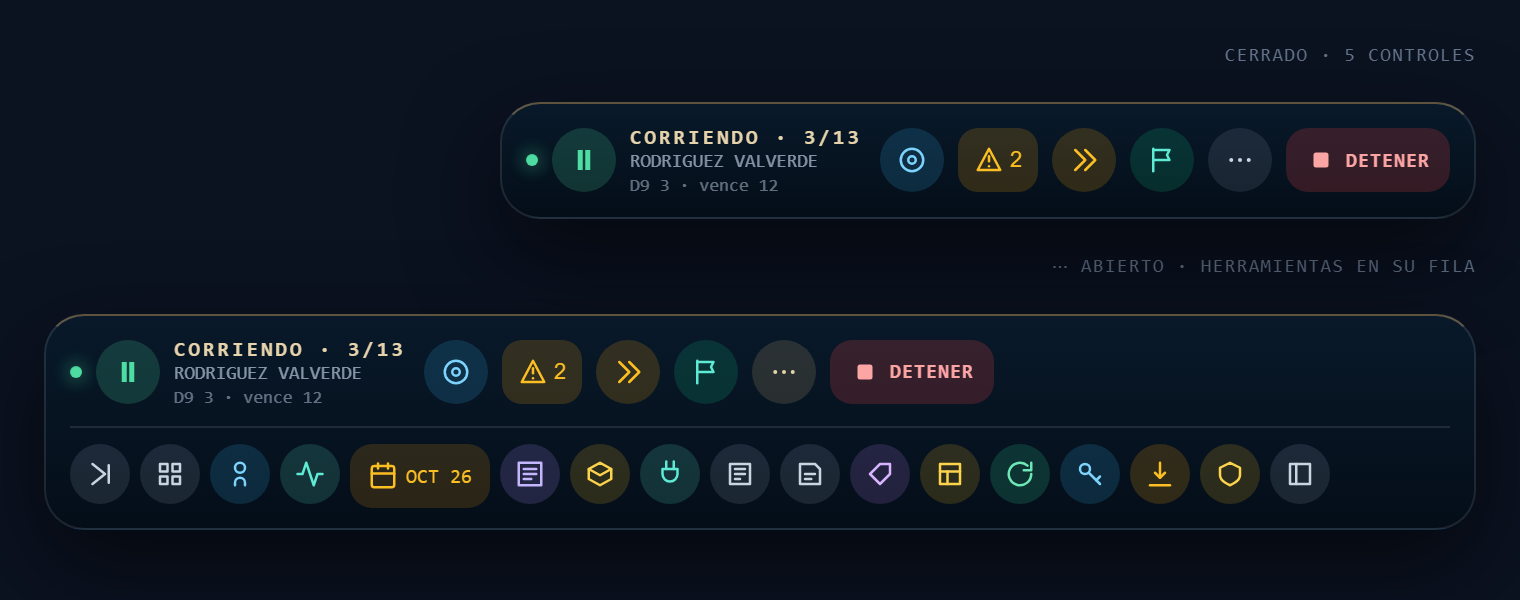 CERRADO · 5 CONTROLES
CORRIENDO · 3/13
RODRIGUEZ VALVERDE
D9 3 · vence 12
2
DETENER
··· ABIERTO · HERRAMIENTAS EN SU FILA
CORRIENDO · 3/13
RODRIGUEZ VALVERDE
D9 3 · vence 12
2
DETENER
OCT 26